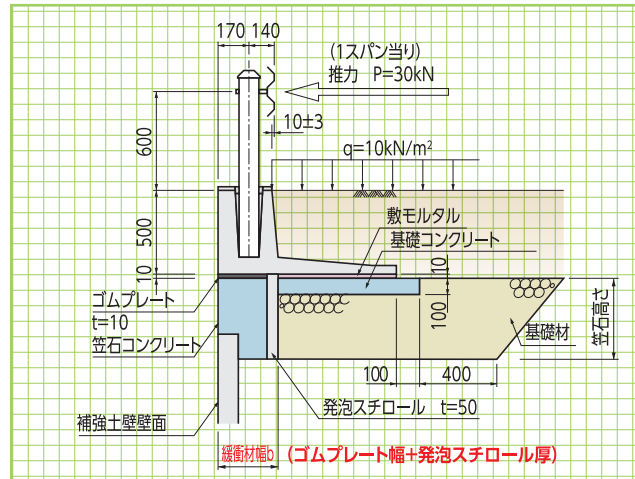 170 140
(1スパン当り)
推力 P=30kN
10±3
q=10kN/m²
600
500
10
敷モルタル
基礎コンクリート
10
100
ゴムプレート
t=10
笠石コンクリート
基礎材
笠石高さ
100 400
発泡スチロール t=50
補強土壁壁面
緩衝材幅b (ゴムプレート幅+発泡スチロール厚)